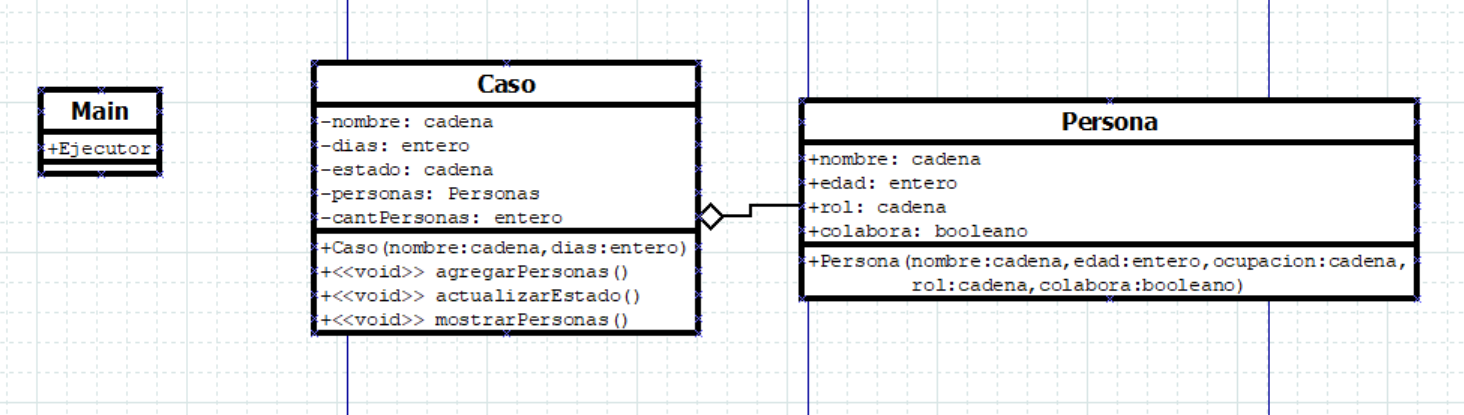 Main
+Ejecutor
Caso
-nombre: cadena
-dias: entero
-estado: cadena
-personas: Personas
-cantPersonas: entero
+Caso(nombre:cadena,dias:entero)
+<<void>> agregarPersonas()
+<<void>> actualizarEstado()
+<<void>> mostrarPersonas()
Persona
+nombre: cadena
+edad: entero
+rol: cadena
+colabora: booleano
+Persona(nombre:cadena,edad:entero,ocupacion:cadena,
rol:cadena,colabora:booleano)